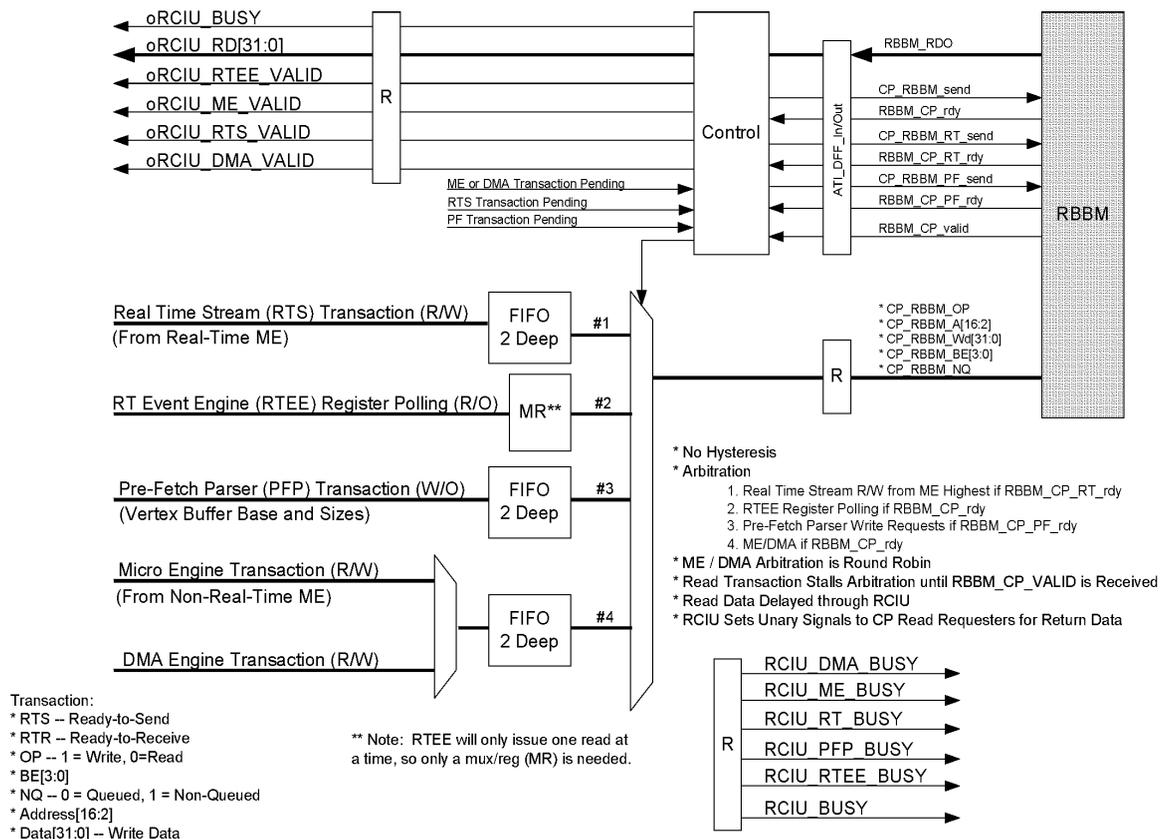 oRCIU_BUSY
oRCIU_RD[31:0]
oRCIU_RTEE_VALID
oRCIU_ME_VALID
oRCIU_RTS_VALID
oRCIU_DMA_VALID
R
Control
ATI_DFF_In/Out
RBBM_RDO
CP_RBBM_send
RBBM_CP_rdy
CP_RBBM_RT_send
RBBM_CP_RT_rdy
CP_RBBM_PF_send
RBBM_CP_PF_rdy
RBBM_CP_valid
RBBM
ME or DMA Transaction Pending
RTS Transaction Pending
PF Transaction Pending
Real Time Stream (RTS) Transaction (R/W)
(From Real-Time ME)
FIFO
2 Deep
#1
RT Event Engine (RTEE) Register Polling (R/O)
MR**
#2
Pre-Fetch Parser (PFP) Transaction (W/O)
(Vertex Buffer Base and Sizes)
FIFO
2 Deep
#3
Micro Engine Transaction (R/W)
(From Non-Real-Time ME)
DMA Engine Transaction (R/W)
FIFO
2 Deep
#4
R
* CP_RBBM_OP
* CP_RBBM_A[16:2]
* CP_RBBM_Wd[31:0]
* CP_RBBM_BE[3:0]
* CP_RBBM_NQ
* No Hysteresis
* Arbitration
1. Real Time Stream R/W from ME Highest if RBBM_CP_RT_rdy
2. RTEE Register Polling if RBBM_CP_rdy
3. Pre-Fetch Parser Write Requests if RBBM_CP_PF_rdy
4. ME/DMA if RBBM_CP_rdy
* ME / DMA Arbitration is Round Robin
* Read Transaction Stalls Arbitration until RBBM_CP_VALID is Received
* Read Data Delayed through RCIU
* RCIU Sets Unary Signals to CP Read Requesters for Return Data
R
RCIU_DMA_BUSY
RCIU_ME_BUSY
RCIU_RT_BUSY
RCIU_PFP_BUSY
RCIU_RTEE_BUSY
RCIU_BUSY
Transaction:
* RTS -- Ready-to-Send
* RTR -- Ready-to-Receive
* OP -- 1 = Write, 0=Read
* BE[3:0]
* NQ -- 0 = Queued, 1 = Non-Queued
* Address[16:2]
* Data[31:0] -- Write Data
** Note: RTEE will only issue one read at
a time, so only a mux/reg (MR) is needed.